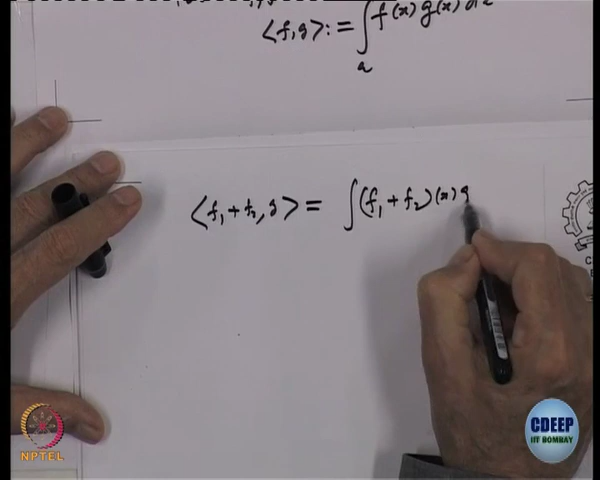 ⟨f, g⟩ := ∫ f(x) g(x) dx
a
⟨f₁ + f₂, g⟩ = ∫ (f₁ + f₂)(x) g
NPTEL
CDEEP
IIT BOMBAY